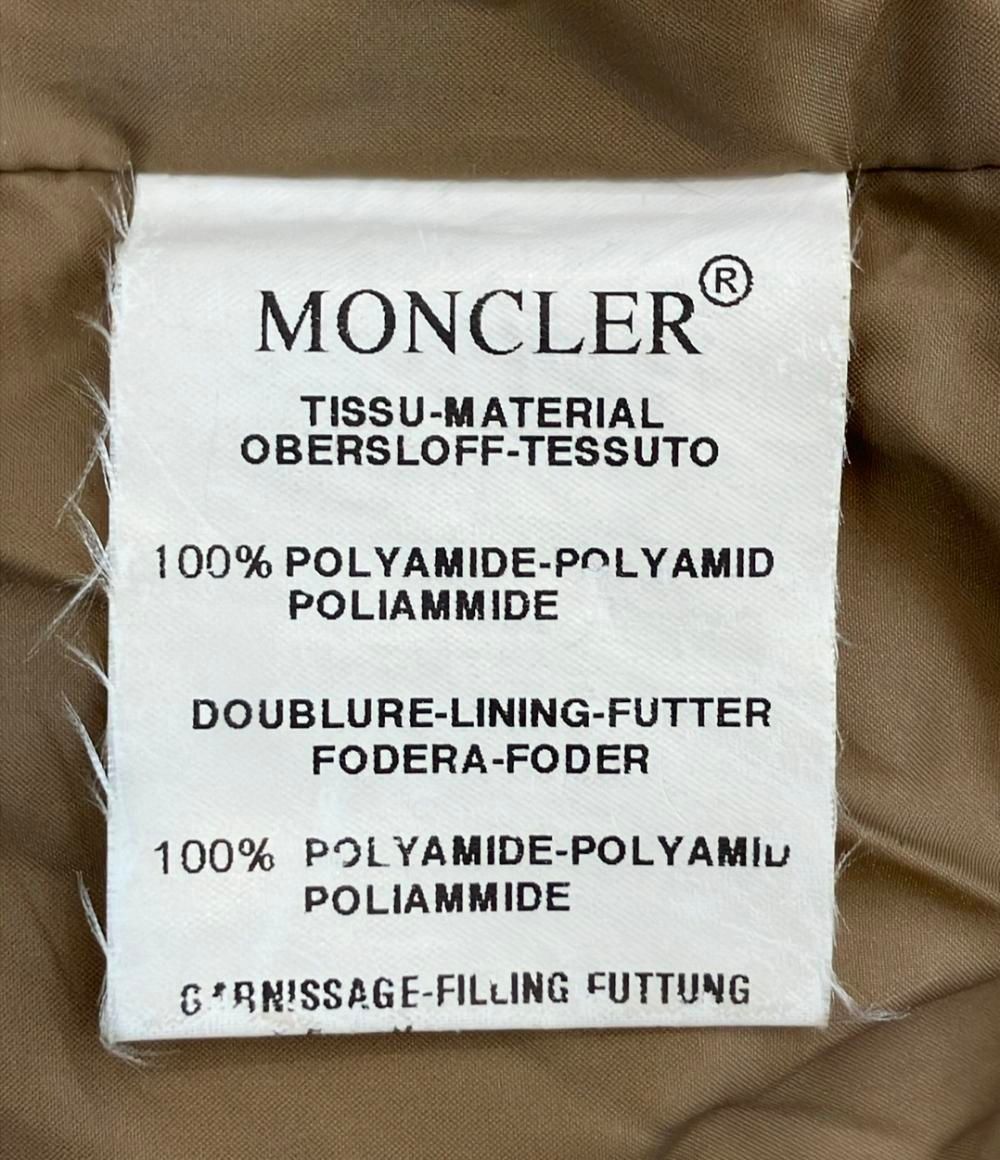 MONCLER®
TISSU-MATERIAL
OBERSLOFF-TESSUTO
100% POLYAMIDE-POLYAMID
POLIAMMIDE
DOUBLURE-LINING-FUTTER
FODERA-FODER
100% POLYAMIDE-POLYAMID
POLIAMMIDE
GARNISSAGE-FILLING FUTTUNG